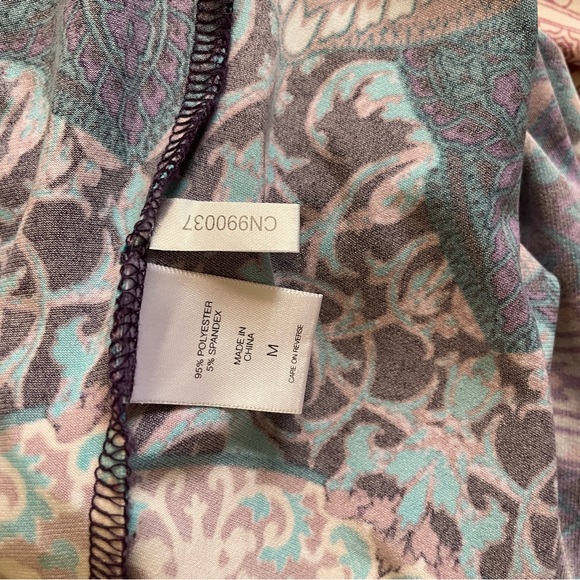 CN990037
95% POLYESTER
5% SPANDEX
MADE IN
CHINA
M
CARE ON REVERSE